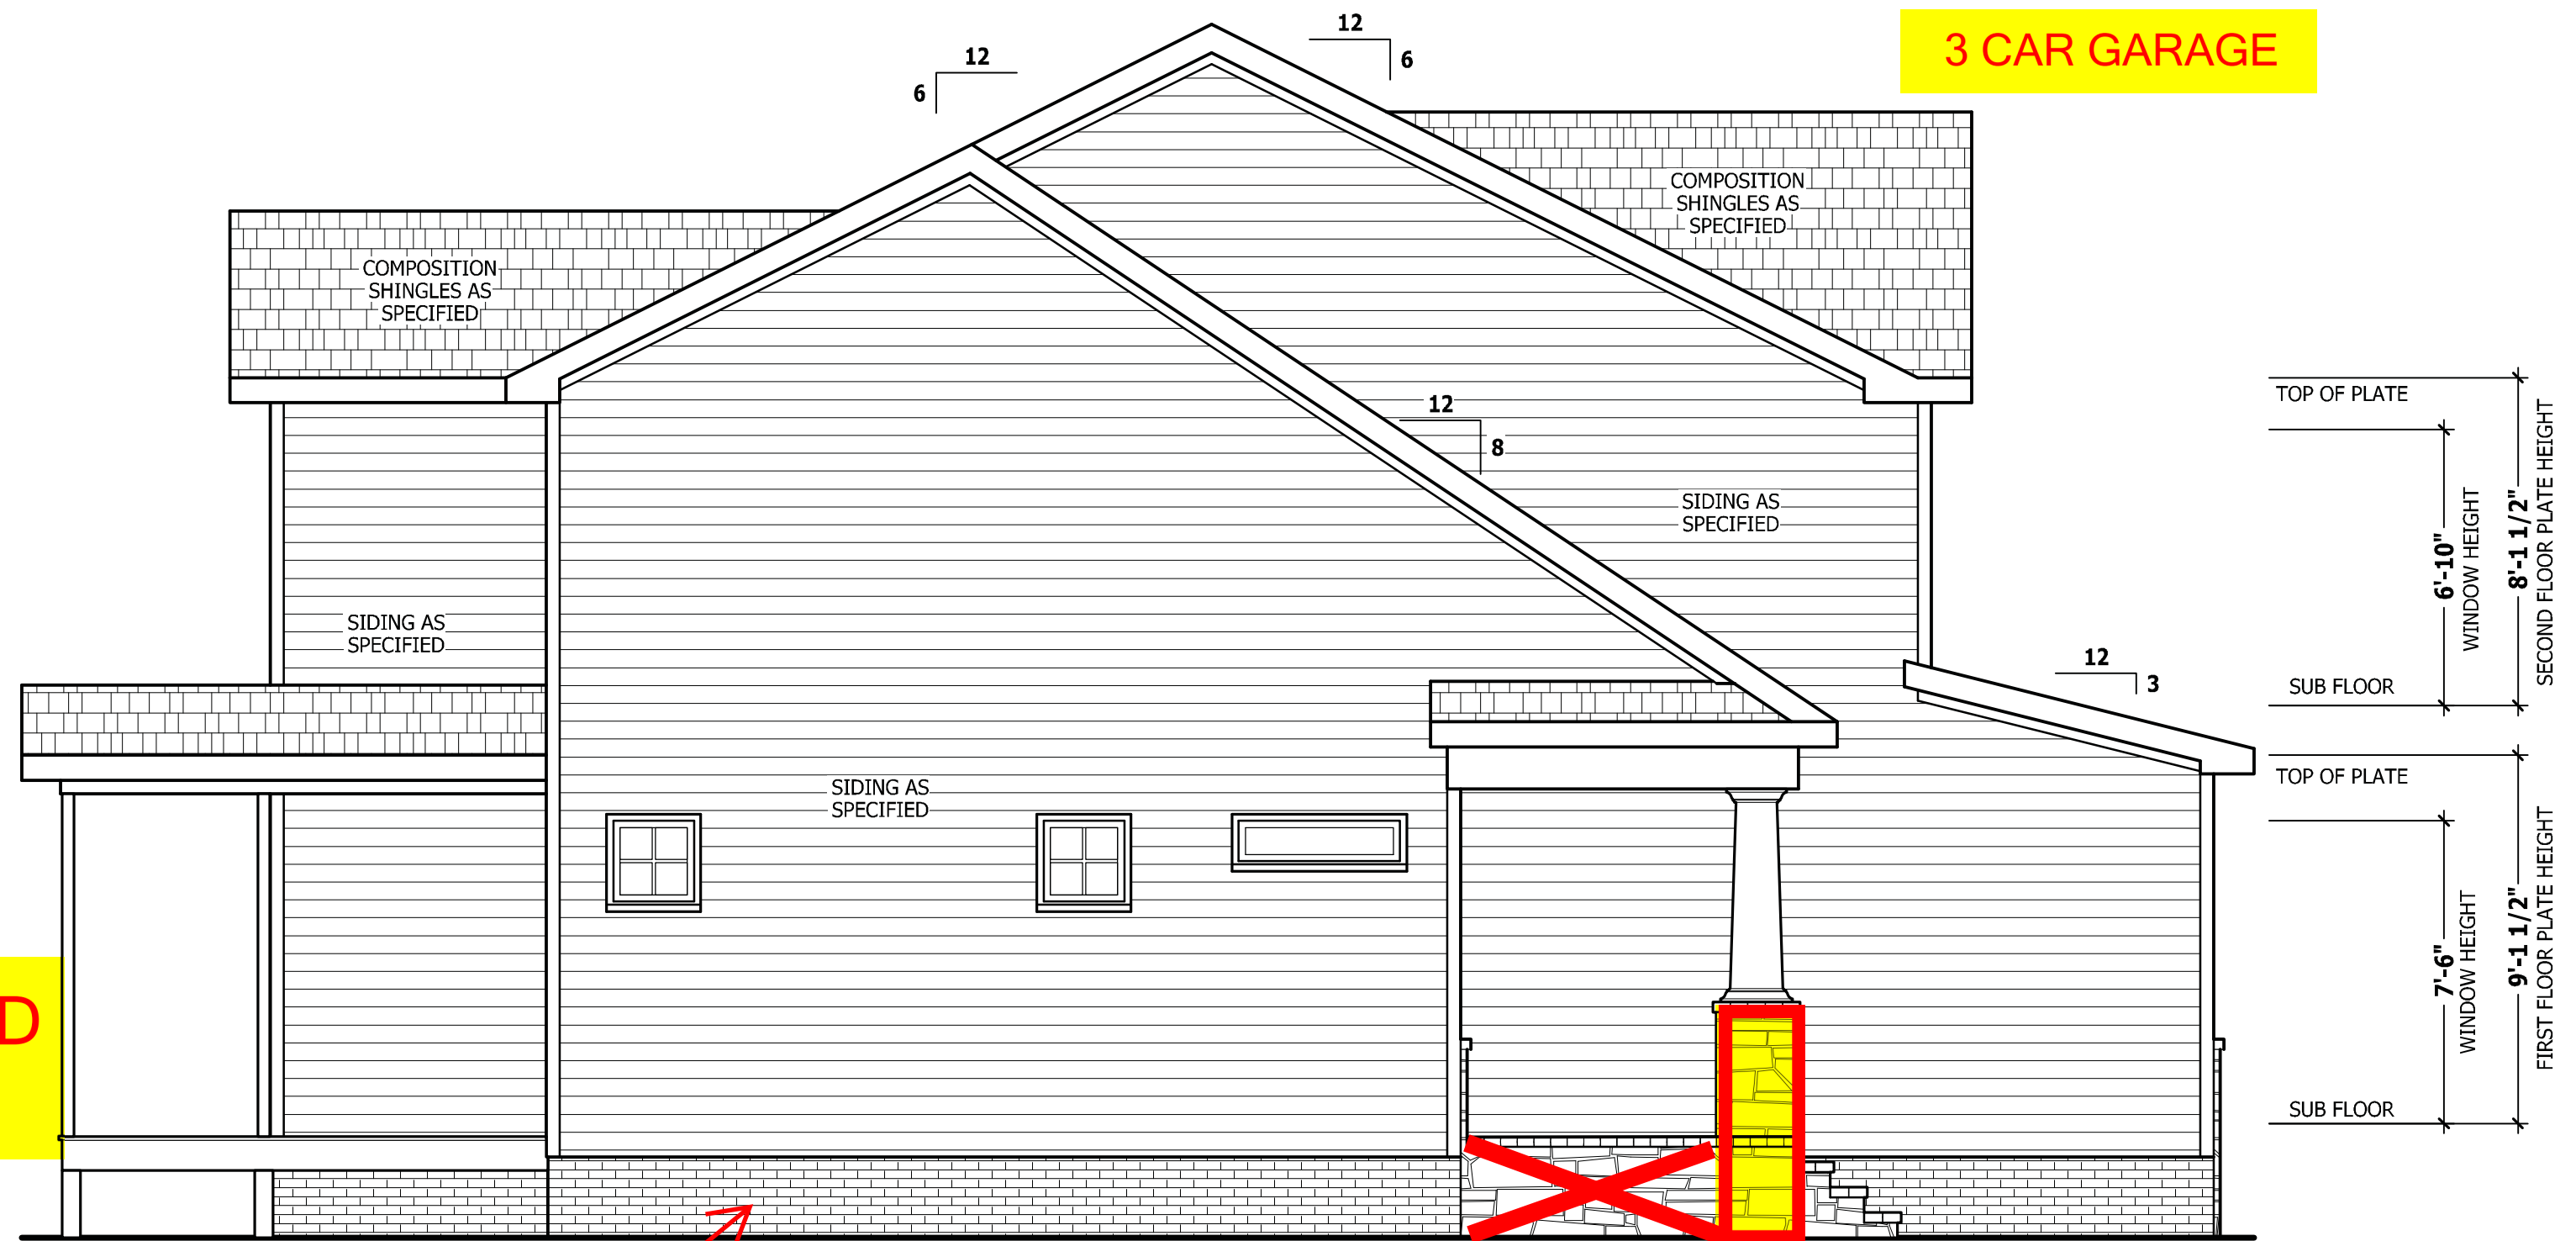 12
6
12
6
3 CAR GARAGE
COMPOSITION
SHINGLES AS
SPECIFIED
COMPOSITION
SHINGLES AS
SPECIFIED
12
8
SIDING AS
SPECIFIED
SIDING AS
SPECIFIED
SIDING AS
SPECIFIED
12
3
TOP OF PLATE
6'-10"
WINDOW HEIGHT
8'-1 1/2"
SECOND FLOOR PLATE HEIGHT
SUB FLOOR
TOP OF PLATE
7'-6"
WINDOW HEIGHT
9'-1 1/2"
FIRST FLOOR PLATE HEIGHT
SUB FLOOR
D